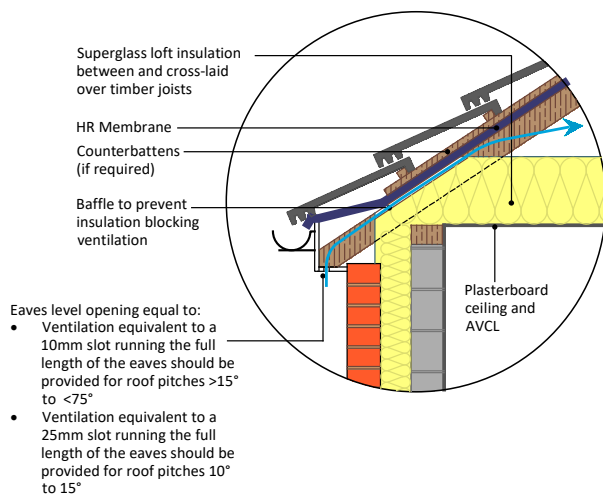 Superglass loft insulation
between and cross-laid
over timber joists
HR Membrane
Counterbattens
(if required)
Baffle to prevent
insulation blocking
ventilation
Plasterboard
ceiling and
AVCL
Eaves level opening equal to:
• Ventilation equivalent to a
10mm slot running the full
length of the eaves should be
provided for roof pitches >15°
to <75°
• Ventilation equivalent to a
25mm slot running the full
length of the eaves should be
provided for roof pitches 10°
to 15°